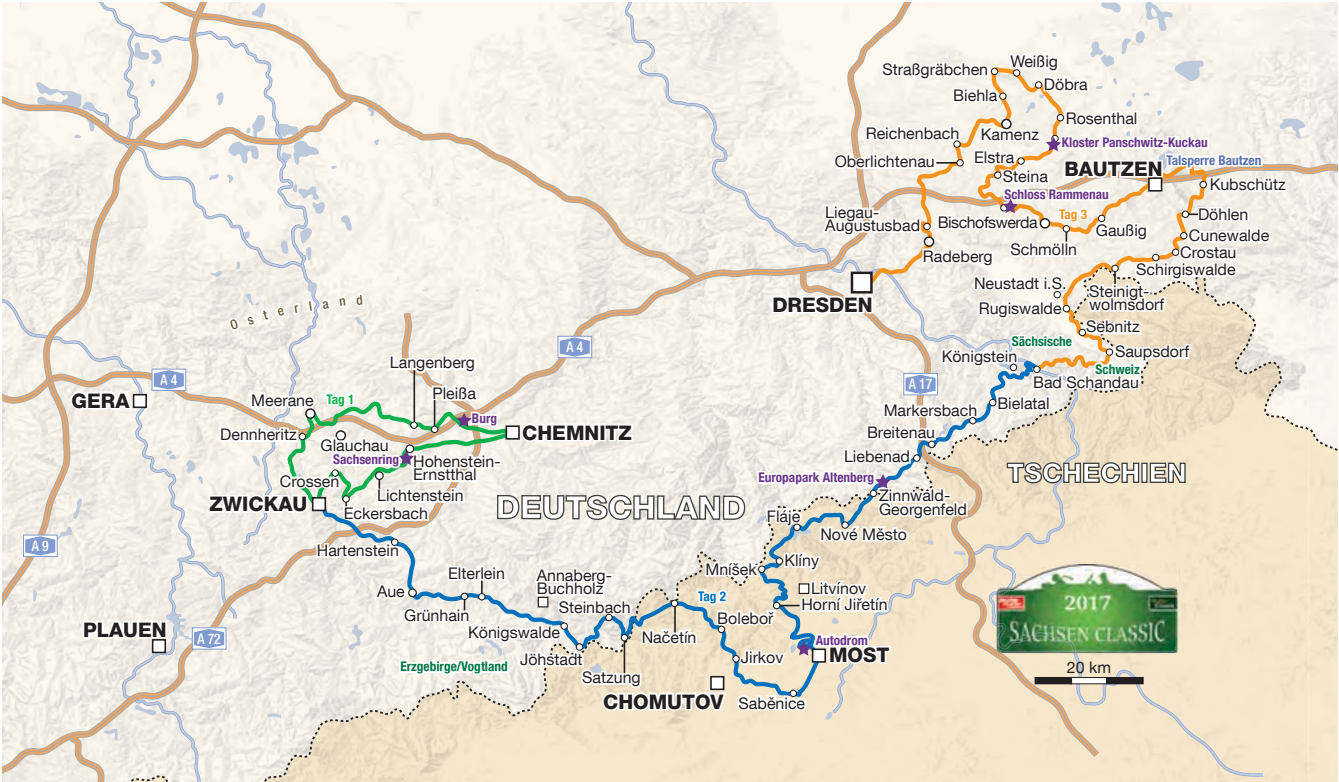 Straßgräbchen
Weißig
Döbra
Biehla
Rosenthal
Kamenz
Reichenbach
Kloster Panschwitz-Kuckau
Oberlichtenau
Elstra
Steina
BAUTZEN
Talsperre Bautzen
Kubschütz
Schloss Rammenau
Liegau-
Augustusbad
Bischofswerda
Tag 3
Gaußig
Döhlen
Schmölln
Cunewalde
Radeberg
Crostau
Schirgiswalde
DRESDEN
Neustadt i.S.
Steinigt-
wolmsdorf
Rugiswalde
Sebnitz
Sächsische
Schweiz
Saupsdorf
Königstein
Bad Schandau
Osterland
A 4
A 4
A 17
Langenberg
Pleißa
GERA
Meerane
Tag 1
Burg
Dennheritz
Glauchau
CHEMNITZ
Sachsenring
Hohenstein-
Ernstthal
Crossen
Lichtenstein
ZWICKAU
Eckersbach
Bielatal
Markersbach
Breitenau
Liebenad
Europapark Altenberg
Zinnwald-
Georgenfeld
TSCHECHIEN
DEUTSCHLAND
A 9
Hartenstein
Fláje
Nové Město
Klíny
Mníšek
Litvínov
Horní Jiřetín
Aue
Elterlein
Annaberg-
Buchholz
Grünhain
Steinbach
Tag 2
Königswalde
Boleboř
Načetín
PLAUEN
A 72
Jöhstadt
Autodrom
MOST
Erzgebirge/Vogtland
Satzung
Jirkov
CHOMUTOV
Saběnice
2017
SACHSEN CLASSIC
20 km